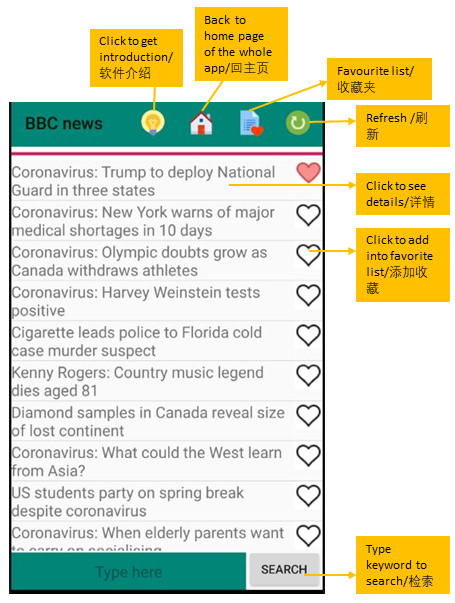 Click to get
introduction/
软件介绍
Back to
home page
of the whole
app/回主页
Favourite list/
收藏夹
Refresh /刷
新
BBC news
Coronavirus: Trump to deploy National
Guard in three states
Click to see
details/详情
Coronavirus: New York warns of major
medical shortages in 10 days
Coronavirus: Olympic doubts grow as
Canada withdraws athletes
Click to add
into favorite
list/添加收
藏
Coronavirus: Harvey Weinstein tests
positive
Cigarette leads police to Florida cold
case murder suspect
Kenny Rogers: Country music legend
dies aged 81
Diamond samples in Canada reveal size
of lost continent
Coronavirus: What could the West learn
from Asia?
US students party on spring break
despite coronavirus
Coronavirus: When elderly parents want
to carry on socialising
Type here
SEARCH
Type
keyword to
search/检索